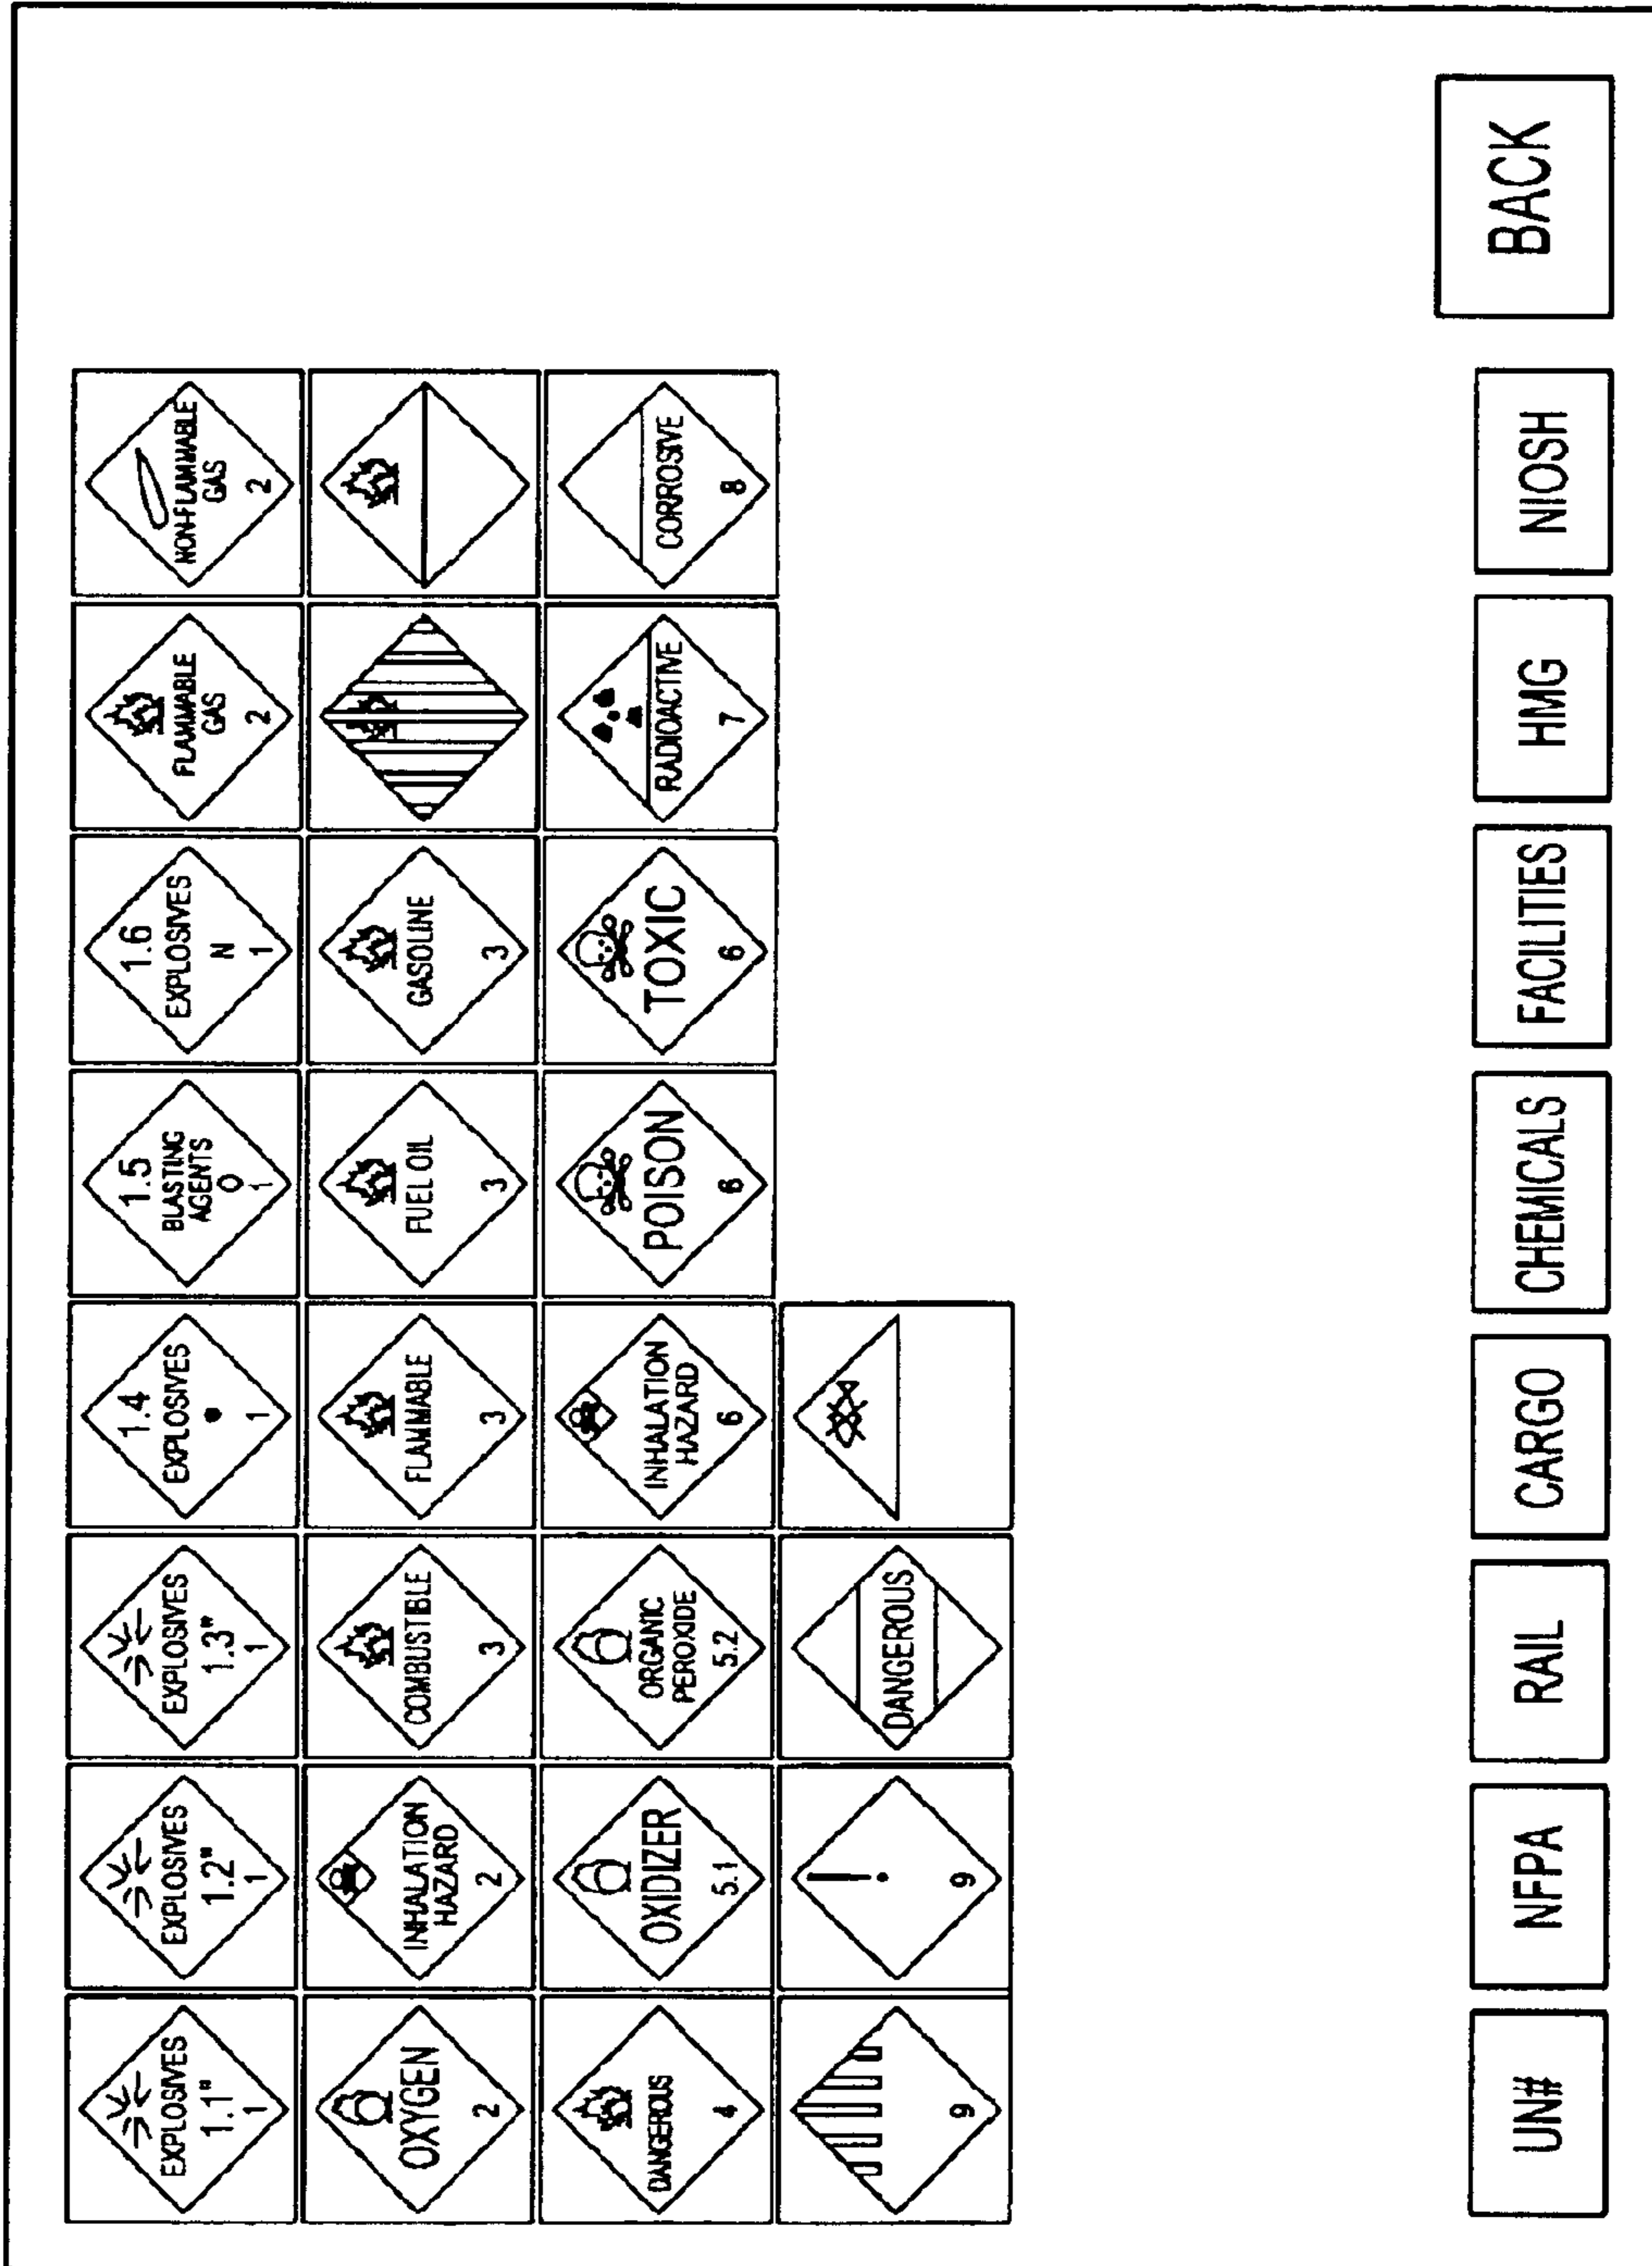 EXPLOSIVES
1.1"
1
EXPLOSIVES
1.2"
1
EXPLOSIVES
1.3"
1
1.4
EXPLOSIVES
1
1.5
BLASTING
AGENTS
O
1
1.6
EXPLOSIVES
N
1
FLAMMABLE
GAS
2
NON-FLAMMABLE
GAS
2
OXYGEN
2
INHALATION
HAZARD
2
COMBUSTIBLE
3
FLAMMABLE
3
FUEL OIL
3
GASOLINE
3
DANGEROUS
4
OXIDIZER
5.1
ORGANIC
PEROXIDE
5.2
INHALATION
HAZARD
6
POISON
6
TOXIC
6
RADIOACTIVE
7
CORROSIVE
8
9
!
9
DANGEROUS
UN#
NFPA
RAIL
CARGO
CHEMICALS
FACILITIES
HMG
NIOSH
BACK